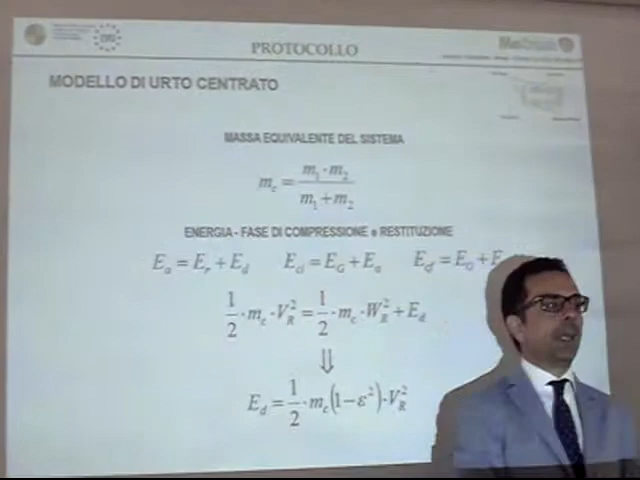 PROTOCOLLO
MODELLO DI URTO CENTRATO
MASSA EQUIVALENTE DEL SISTEMA
m_c = m_1 · m_2 / m_1 + m_2
ENERGIA - FASE DI COMPRESSIONE e RESTITUZIONE
E_a = E_r + E_d E_ci = E_G + E_a E_cf = E_G + E
1/2 · m_c · V_R^2 = 1/2 · m_c · W_R^2 + E_d
⇓
E_d = 1/2 · m_c (1 − ε^2) · V_R^2